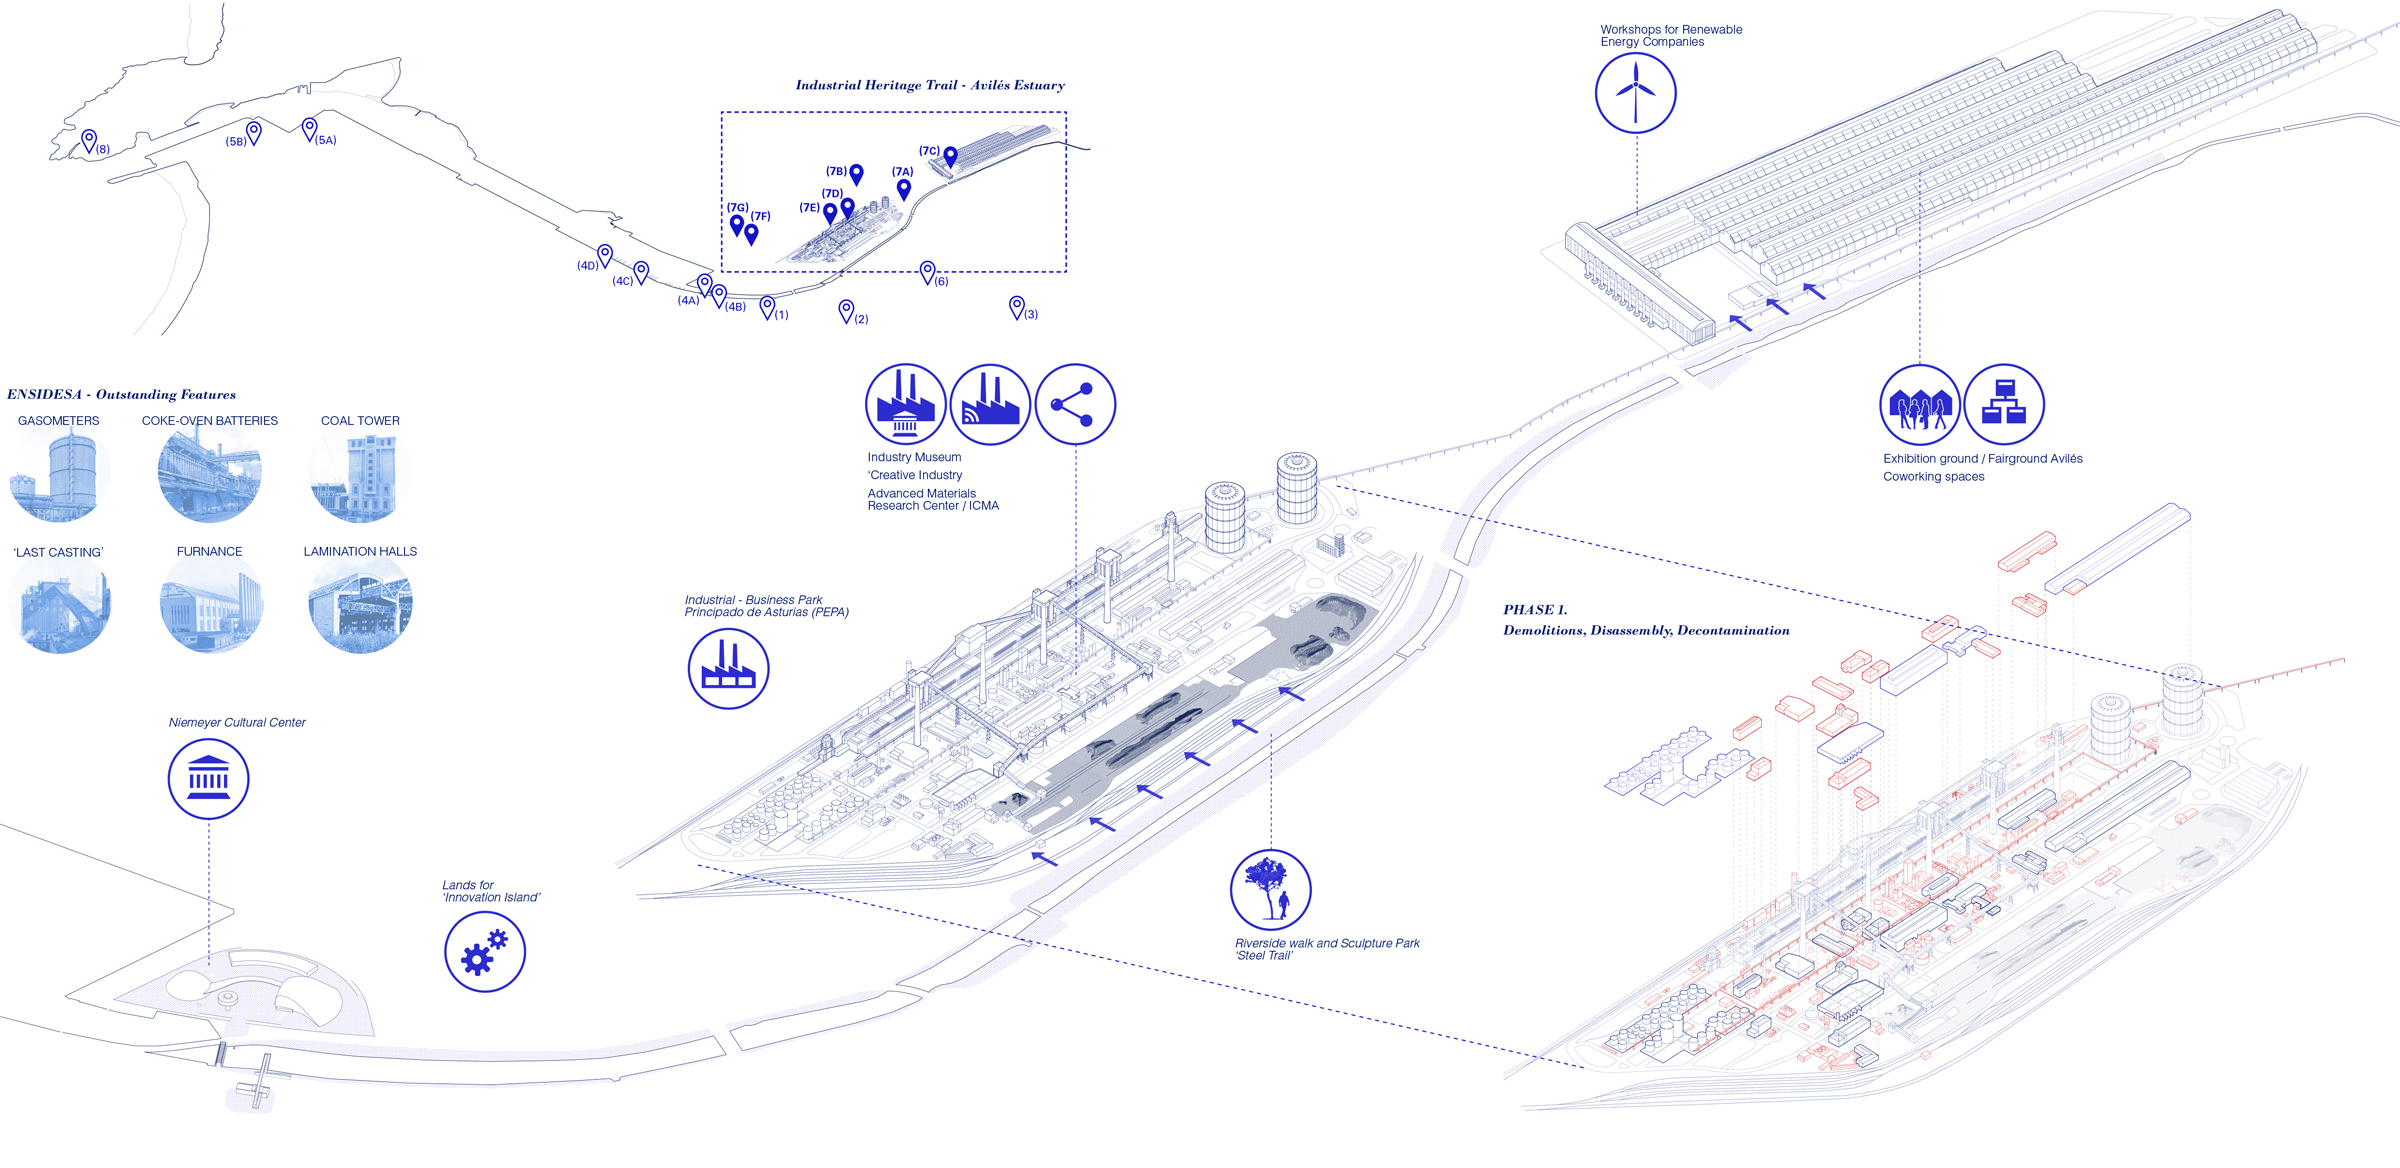 Workshops for Renewable
Energy Companies
Industrial Heritage Trail - Avilés Estuary
(8)
(5B)
(5A)
(7C)
(7B)
(7A)
(7D)
(7E)
(7G)
(7F)
(4D)
(4C)
(4A)
(4B)
(1)
(2)
(6)
(3)
ENSIDESA - Outstanding Features
GASOMETERS
COKE-OVEN BATTERIES
COAL TOWER
‘LAST CASTING’
FURNANCE
LAMINATION HALLS
Industry Museum
‘Creative Industry
Advanced Materials
Research Center / ICMA
Exhibition ground / Fairground Avilés
Coworking spaces
Industrial - Business Park
Principado de Asturias (PEPA)
PHASE 1.
Demolitions, Disassembly, Decontamination
Niemeyer Cultural Center
Lands for
‘Innovation Island’
Riverside walk and Sculpture Park
‘Steel Trail’